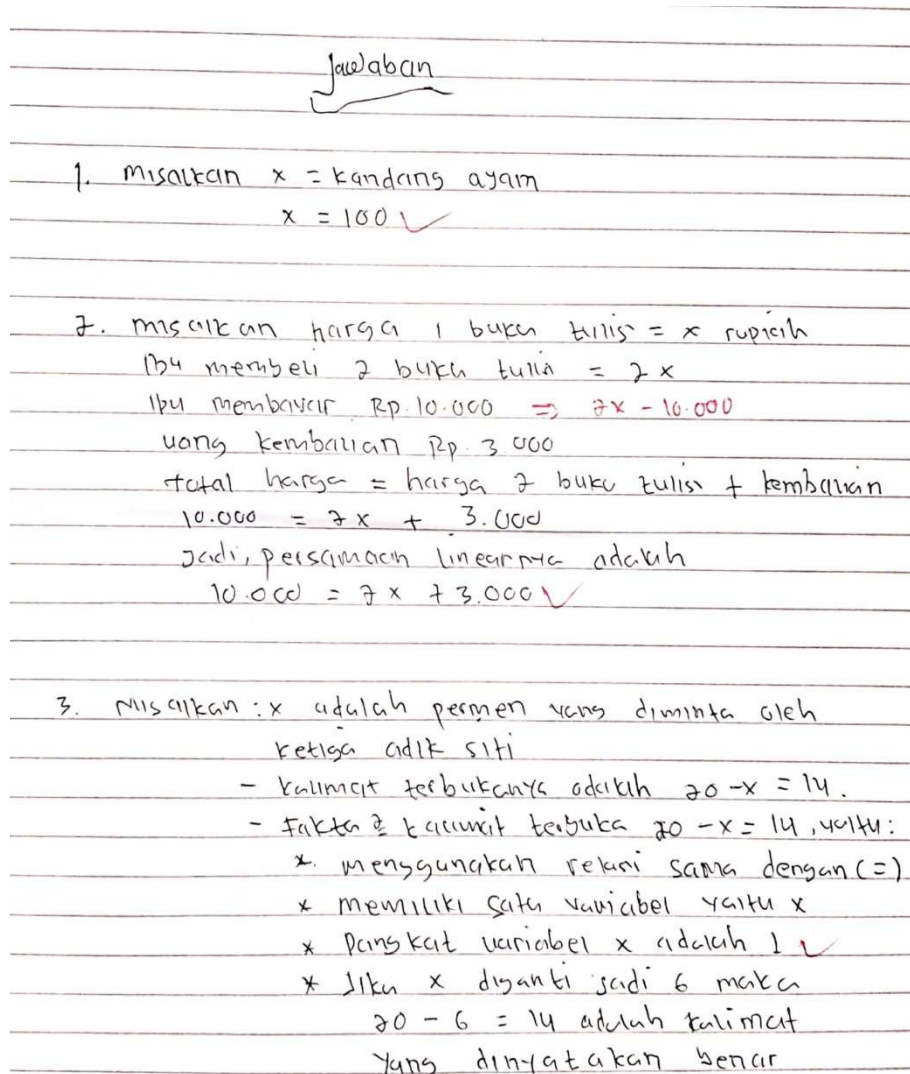 Jawaban
1. Misalkan x = kandang ayam
x = 100 ✓
2. misalkan harga 1 buku tulis = x rupiah
Ibu membeli 2 buku tulis = 2x
Ibu membayar Rp. 10.000 ⇒ 2x - 10.000
uang kembalian Rp. 3.000
total harga = harga 2 buku tulis + kembalian
10.000 = 2x + 3.000
Jadi, persamaan linearnya adalah
10.000 = 2x + 3.000 ✓
3. Misalkan : x adalah permen yang diminta oleh
ketiga adik siti
- kalimat terbukanya adalah 20 - x = 14.
- Fakta2 kalimat terbuka 20 - x = 14, yaitu :
* menggunakan relasi sama dengan (=)
* memiliki satu variabel yaitu x
* Pangkat variabel x adalah 1 ✓
* Jika x diganti jadi 6 maka
20 - 6 = 14 adalah kalimat
yang dinyatakan benar